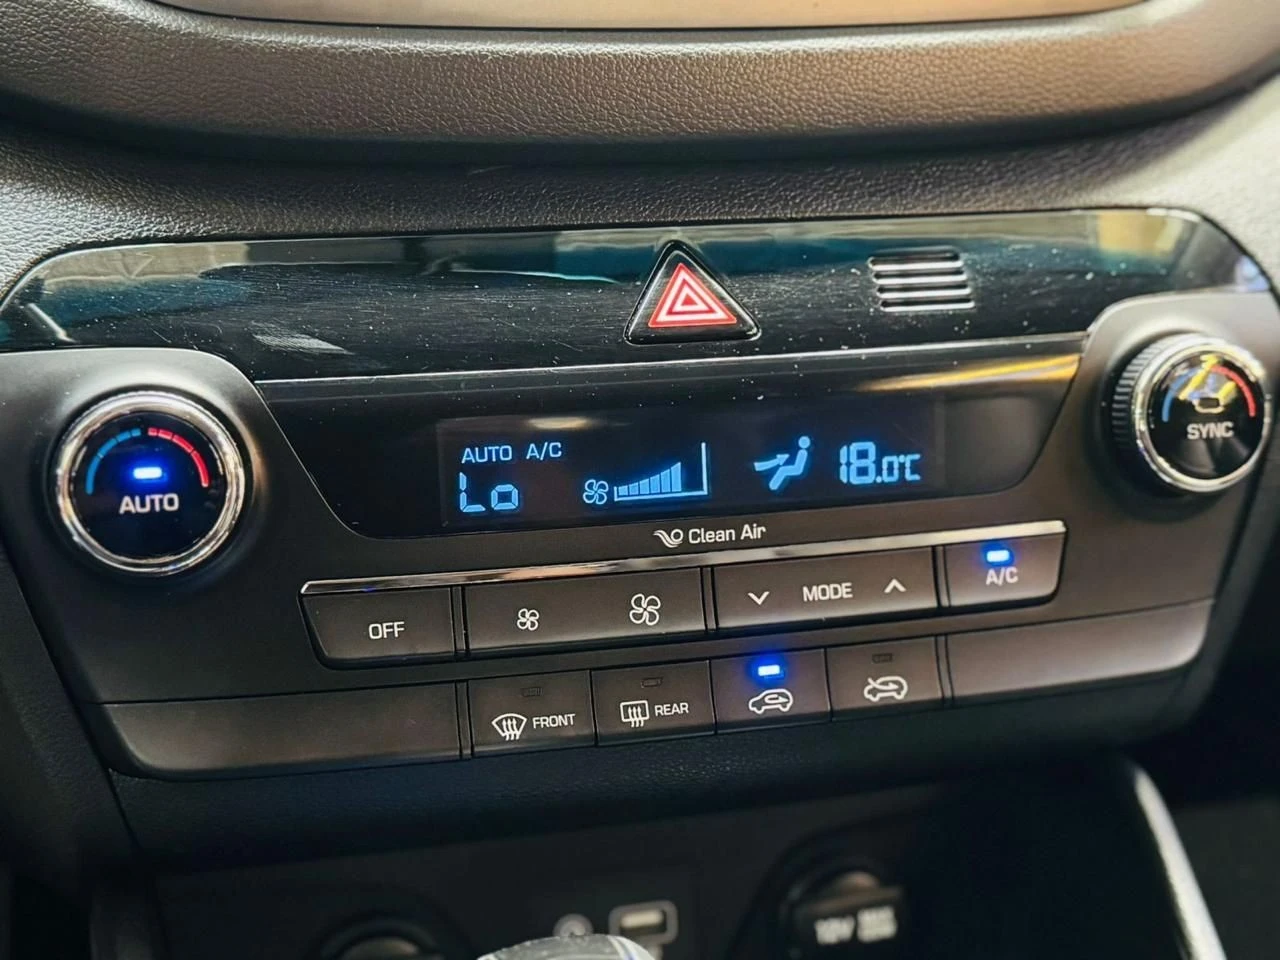 AUTO A/C
Lo
18.0°C
AUTO
SYNC
Clean Air
OFF
MODE
A/C
FRONT
REAR